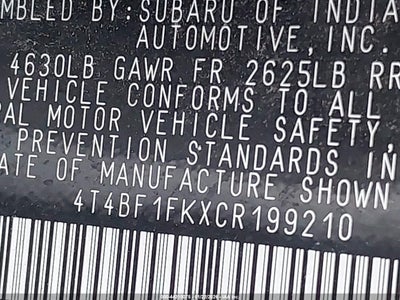 MBLED BY:SUBARU OF INDIA
AUTOMOTIVE,INC.
4630LB GAWR FR 2625LB RR
VEHICLE CONFORMS TO ALL
RAL MOTOR VEHICLE SAFETY,
PREVENTION STANDARDS IN
ATE OF MANUFACTURE SHOWN
4T4BF1FKXCR199210